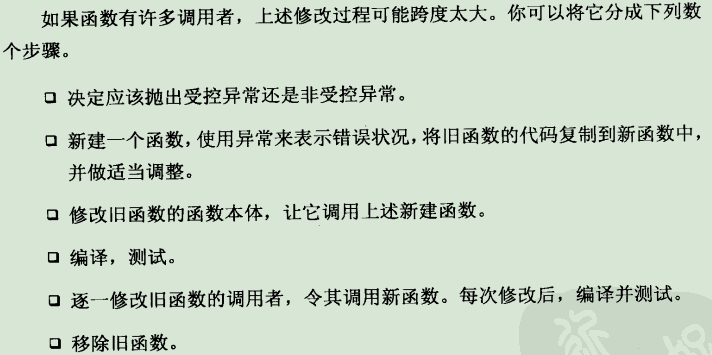 如果函数有许多调用者，上述修改过程可能跨度太大。你可以将它分成下列数
个步骤。
❑ 决定应该抛出受控异常还是非受控异常。
❑ 新建一个函数，使用异常来表示错误状况，将旧函数的代码复制到新函数中，
并做适当调整。
❑ 修改旧函数的函数本体，让它调用上述新建函数。
❑ 编译，测试。
❑ 逐一修改旧函数的调用者，令其调用新函数。每次修改后，编译并测试。
❑ 移除旧函数。